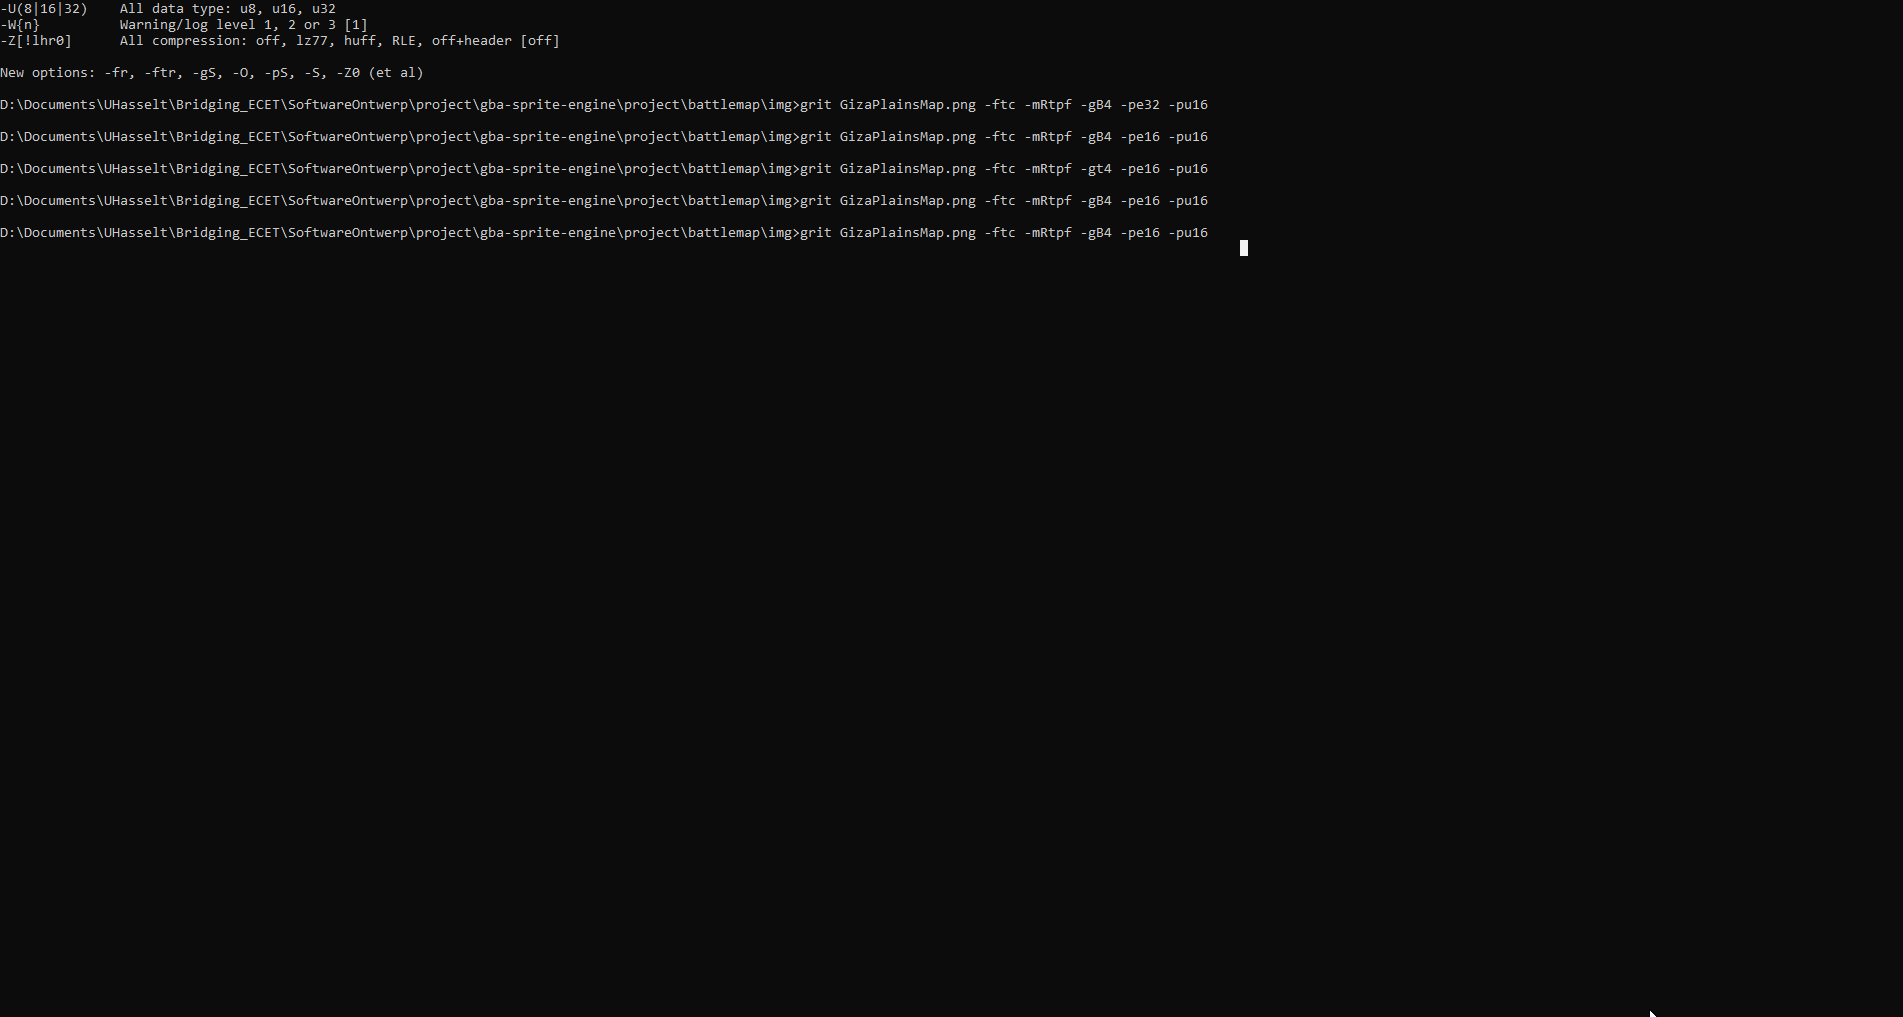 -U(8|16|32)    All data type: u8, u16, u32
-W{n}          Warning/log level 1, 2 or 3 [1]
-Z[!lhr0]      All compression: off, lz77, huff, RLE, off+header [off]
New options: -fr, -ftr, -gS, -O, -pS, -S, -Z0 (et al)
D:\Documents\UHasselt\Bridging_ECET\SoftwareOntwerp\project\gba-sprite-engine\project\battlemap\img>grit GizaPlainsMap.png -ftc -mRtpf -gB4 -pe32 -pu16
D:\Documents\UHasselt\Bridging_ECET\SoftwareOntwerp\project\gba-sprite-engine\project\battlemap\img>grit GizaPlainsMap.png -ftc -mRtpf -gB4 -pe16 -pu16
D:\Documents\UHasselt\Bridging_ECET\SoftwareOntwerp\project\gba-sprite-engine\project\battlemap\img>grit GizaPlainsMap.png -ftc -mRtpf -gt4 -pe16 -pu16
D:\Documents\UHasselt\Bridging_ECET\SoftwareOntwerp\project\gba-sprite-engine\project\battlemap\img>grit GizaPlainsMap.png -ftc -mRtpf -gB4 -pe16 -pu16
D:\Documents\UHasselt\Bridging_ECET\SoftwareOntwerp\project\gba-sprite-engine\project\battlemap\img>grit GizaPlainsMap.png -ftc -mRtpf -gB4 -pe16 -pu16